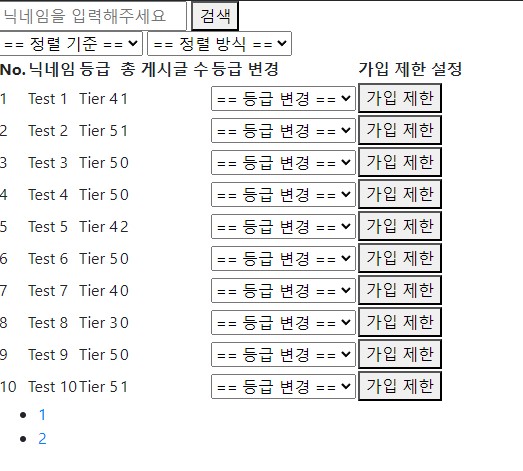 닉네임을 입력해주세요 검색
== 정렬 기준 == == 정렬 방식 ==
No. 닉네임 등급 총 게시글 수 등급 변경 가입 제한 설정
1 Test 1 Tier 4 1 == 등급 변경 == 가입 제한
2 Test 2 Tier 5 1 == 등급 변경 == 가입 제한
3 Test 3 Tier 5 0 == 등급 변경 == 가입 제한
4 Test 4 Tier 5 0 == 등급 변경 == 가입 제한
5 Test 5 Tier 4 2 == 등급 변경 == 가입 제한
6 Test 6 Tier 5 0 == 등급 변경 == 가입 제한
7 Test 7 Tier 4 0 == 등급 변경 == 가입 제한
8 Test 8 Tier 3 0 == 등급 변경 == 가입 제한
9 Test 9 Tier 5 0 == 등급 변경 == 가입 제한
10 Test 10 Tier 5 1 == 등급 변경 == 가입 제한
• 1
• 2